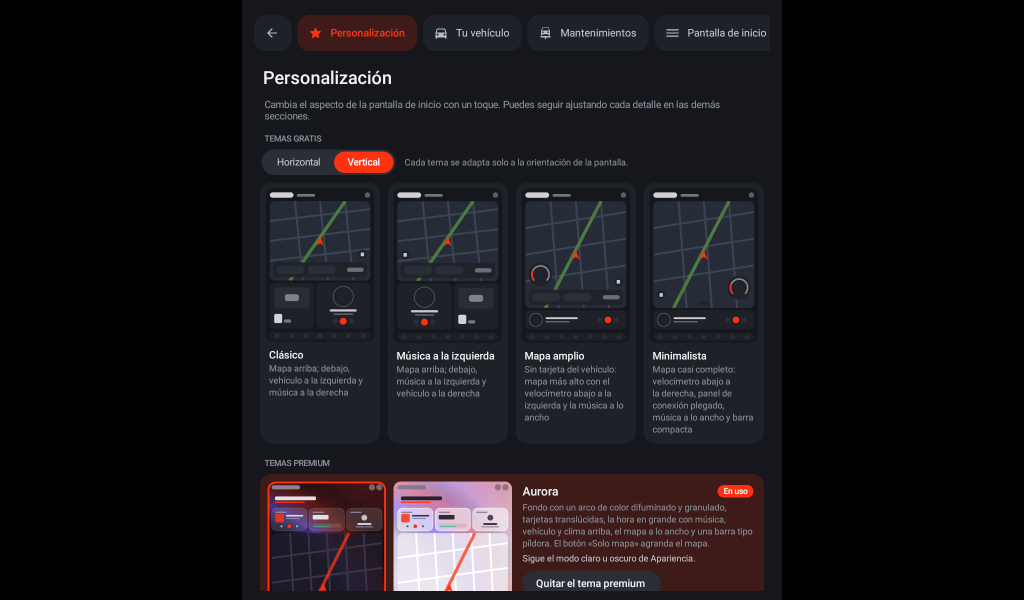 Personalización
Tu vehículo
Mantenimientos
Pantalla de inicio
Personalización
Cambia el aspecto de la pantalla de inicio con un toque. Puedes seguir ajustando cada detalle en las demás
secciones.
TEMAS GRATIS
Horizontal
Vertical
Cada tema se adapta solo a la orientación de la pantalla.
Clásico
Mapa arriba; debajo,
vehículo a la izquierda y
música a la derecha
Música a la izquierda
Mapa arriba; debajo,
música a la izquierda y
vehículo a la derecha
Mapa amplio
Sin tarjeta del vehículo:
mapa más alto con el
velocímetro abajo a la
izquierda y la música a lo
ancho
Minimalista
Mapa casi completo:
velocímetro abajo a
la derecha, panel de
conexión plegado,
música a lo ancho y barra
compacta
TEMAS PREMIUM
Aurora
En uso
Fondo con un arco de color difuminado y granulado,
tarjetas translúcidas, la hora en grande con música,
vehículo y clima arriba, el mapa a lo ancho y una barra tipo
píldora. El botón «Solo mapa» agranda el mapa.
Sigue el modo claro u oscuro de Apariencia.
Quitar el tema premium